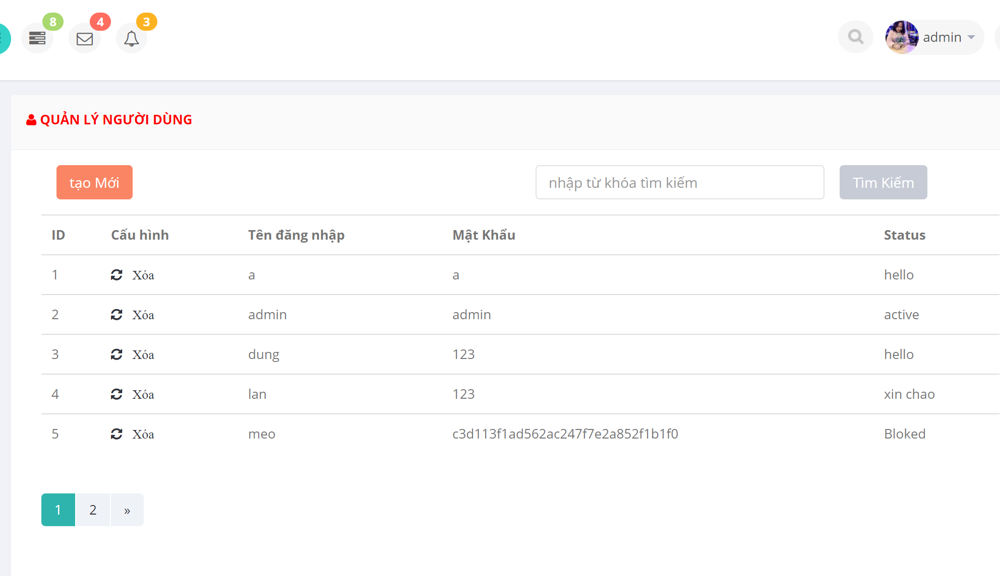 8 4 3
admin
QUẢN LÝ NGƯỜI DÙNG
tạo Mới nhập từ khóa tìm kiếm Tìm Kiếm
ID Cấu hình Tên đăng nhập Mật Khẩu Status
1 Xóa a a hello
2 Xóa admin admin active
3 Xóa dung 123 hello
4 Xóa lan 123 xin chao
5 Xóa meo c3d113f1ad562ac247f7e2a852f1b1f0 Bloked
1 2 »